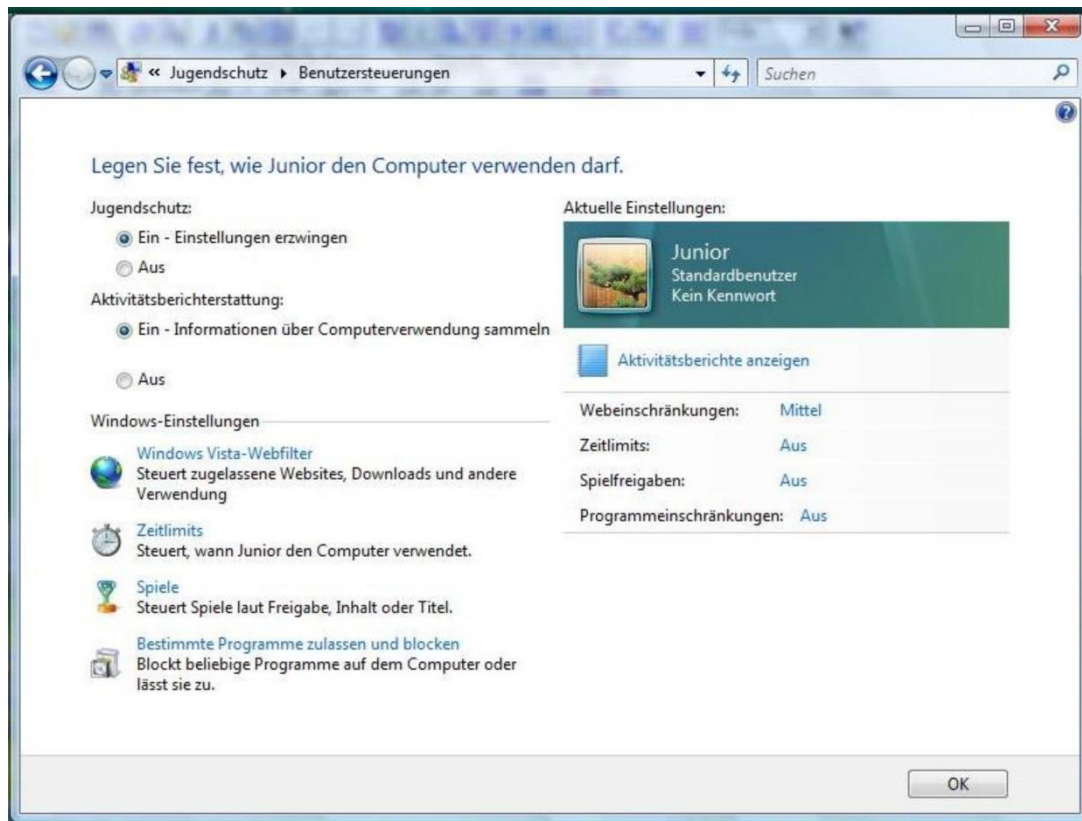 « Jugendschutz ▸ Benutzersteuerungen
Suchen
Legen Sie fest, wie Junior den Computer verwenden darf.
Jugendschutz:
Ein - Einstellungen erzwingen
Aus
Aktivitätsberichterstattung:
Ein - Informationen über Computerverwendung sammeln
Aus
Windows-Einstellungen
Windows Vista-Webfilter
Steuert zugelassene Websites, Downloads und andere
Verwendung
Zeitlimits
Steuert, wann Junior den Computer verwendet.
Spiele
Steuert Spiele laut Freigabe, Inhalt oder Titel.
Bestimmte Programme zulassen und blocken
Blockt beliebige Programme auf dem Computer oder
lässt sie zu.
Aktuelle Einstellungen:
Junior
Standardbenutzer
Kein Kennwort
Aktivitätsberichte anzeigen
Webeinschränkungen: Mittel
Zeitlimits: Aus
Spielfreigaben: Aus
Programmeinschränkungen: Aus
OK